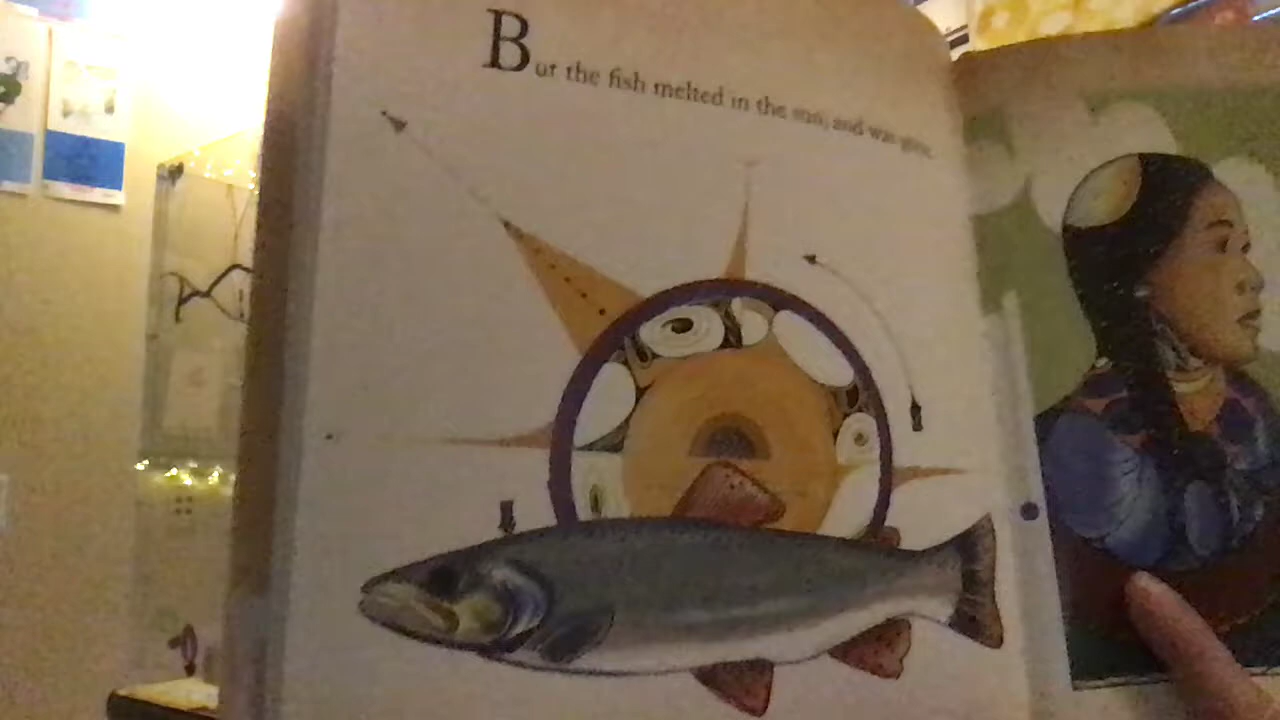 But the fish melted in the sun, and was gone.